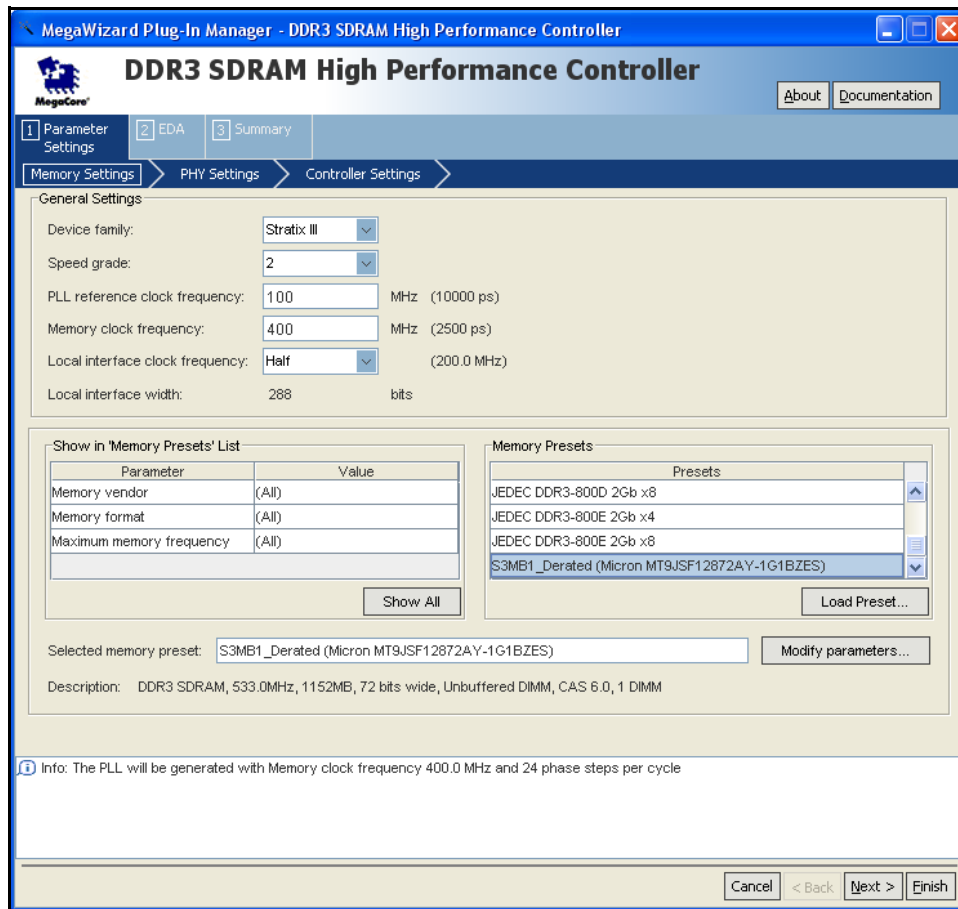 MegaWizard Plug-In Manager - DDR3 SDRAM High Performance Controller
MegaCore®
DDR3 SDRAM High Performance Controller
About
Documentation
1 Parameter Settings
2 EDA
3 Summary
Memory Settings
PHY Settings
Controller Settings
General Settings
Device family: Stratix III
Speed grade: 2
PLL reference clock frequency: 100 MHz (10000 ps)
Memory clock frequency: 400 MHz (2500 ps)
Local interface clock frequency: Half (200.0 MHz)
Local interface width: 288 bits
Show in 'Memory Presets' List
Parameter Value
Memory vendor (All)
Memory format (All)
Maximum memory frequency (All)
Show All
Memory Presets
Presets
JEDEC DDR3-800D 2Gb x8
JEDEC DDR3-800E 2Gb x4
JEDEC DDR3-800E 2Gb x8
S3MB1_Derated (Micron MT9JSF12872AY-1G1BZES)
Load Preset...
Selected memory preset: S3MB1_Derated (Micron MT9JSF12872AY-1G1BZES)
Modify parameters...
Description: DDR3 SDRAM, 533.0MHz, 1152MB, 72 bits wide, Unbuffered DIMM, CAS 6.0, 1 DIMM
Info: The PLL will be generated with Memory clock frequency 400.0 MHz and 24 phase steps per cycle
Cancel
< Back
Next >
Finish